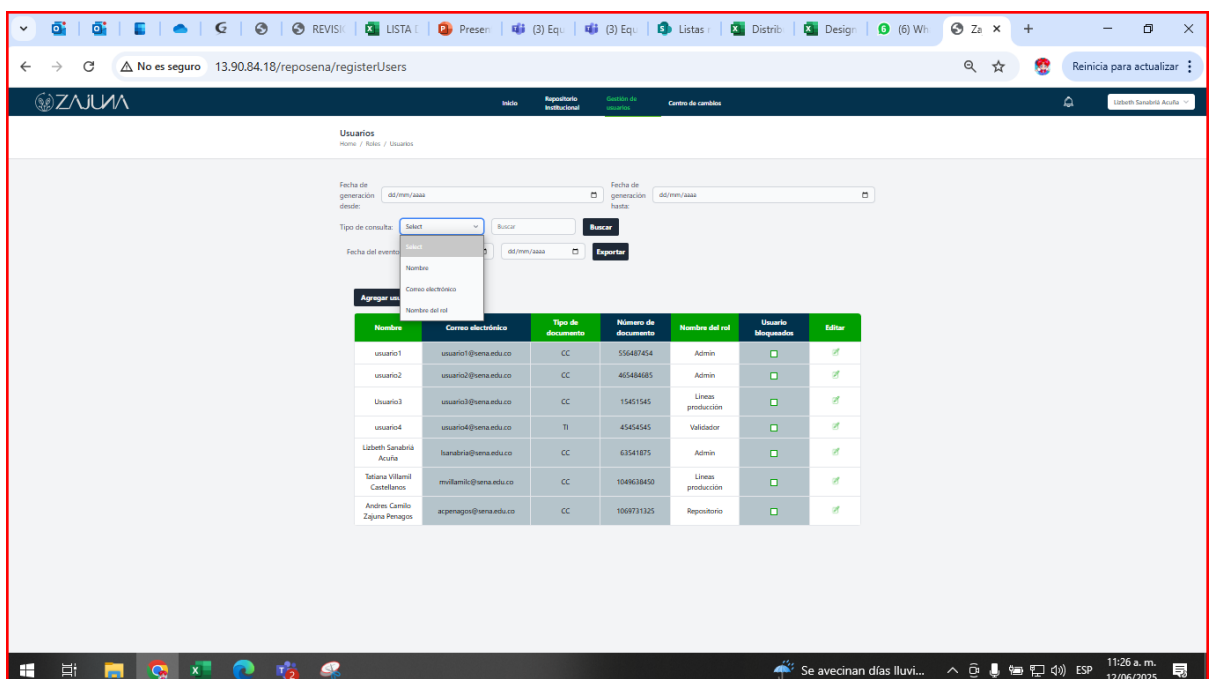 REVISI LISTA D Presen (3) Equ (3) Equ Listas Distrib Design (6) Wh Za
No es seguro 13.90.84.18/reposena/registerUsers Reinicia para actualizar
ZAJUNA Inicio Repositorio Institucional Gestión de usuarios Centro de cambios Lizbeth Sanabria Acuña
Usuarios
Home / Roles / Usuarios
Fecha de generación desde: dd/mm/aaaa Fecha de generación hasta: dd/mm/aaaa
Tipo de consulta: Select Buscar Buscar
Fecha del evento dd/mm/aaaa Exportar
Select
Nombre
Correo electrónico
Nombre del rol
Agregar usu
Nombre Correo electrónico Tipo de documento Número de documento Nombre del rol Usuario bloqueados Editar
usuario1 usuario1@sena.edu.co CC 556487454 Admin
usuario2 usuario2@sena.edu.co CC 465484685 Admin
Usuario3 usuario3@sena.edu.co CC 15451545 Lineas producción
usuario4 usuario4@sena.edu.co TI 45454545 Validador
Lizbeth Sanabria Acuña lsanabria@sena.edu.co CC 63541875 Admin
Tatiana Villamil Castellanos mvillamilc@sena.edu.co CC 1049638450 Lineas producción
Andres Camilo Zajuna Penagos acpenagos@sena.edu.co CC 1069731325 Repositorio
Se avecinan días lluvi... ESP 11:26 a. m.
12/06/2025